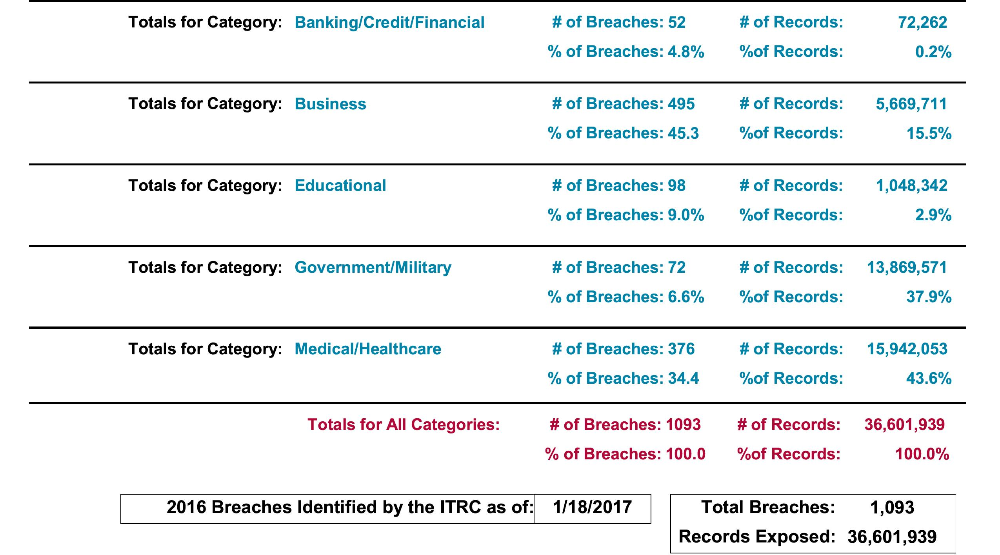 Totals for Category: Banking/Credit/Financial # of Breaches: 52 # of Records: 72,262
% of Breaches: 4.8% %of Records: 0.2%
Totals for Category: Business # of Breaches: 495 # of Records: 5,669,711
% of Breaches: 45.3 %of Records: 15.5%
Totals for Category: Educational # of Breaches: 98 # of Records: 1,048,342
% of Breaches: 9.0% %of Records: 2.9%
Totals for Category: Government/Military # of Breaches: 72 # of Records: 13,869,571
% of Breaches: 6.6% %of Records: 37.9%
Totals for Category: Medical/Healthcare # of Breaches: 376 # of Records: 15,942,053
% of Breaches: 34.4 %of Records: 43.6%
Totals for All Categories: # of Breaches: 1093 # of Records: 36,601,939
% of Breaches: 100.0 %of Records: 100.0%
2016 Breaches Identified by the ITRC as of: 1/18/2017 Total Breaches: 1,093
Records Exposed: 36,601,939